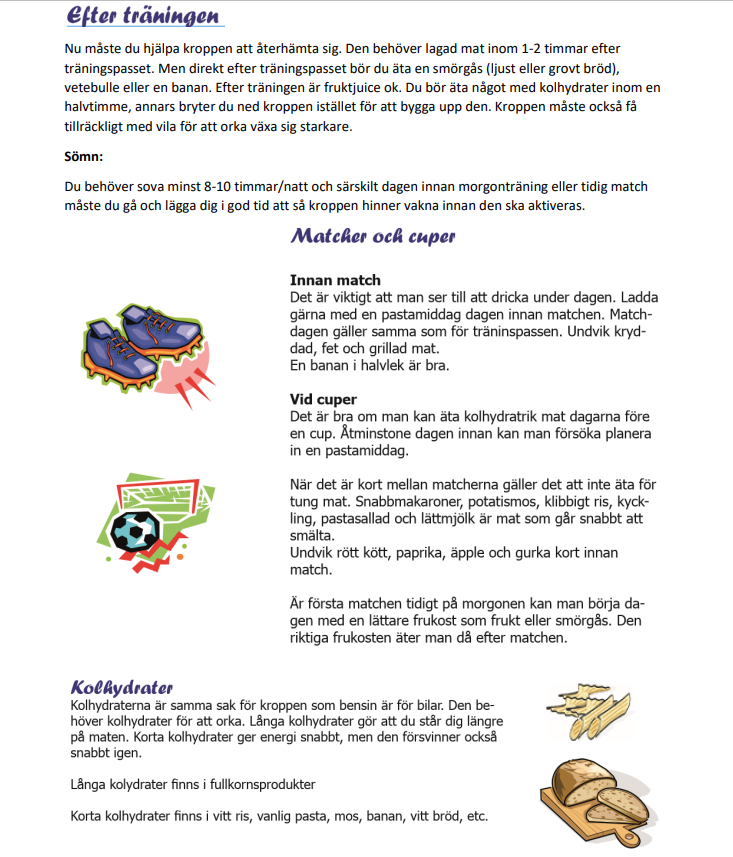 Efter träningen
Nu måste du hjälpa kroppen att återhämta sig. Den behöver lagad mat inom 1-2 timmar efter
träningspasset. Men direkt efter träningspasset bör du äta en smörgås (ljust eller grovt bröd),
vetebulle eller en banan. Efter träningen är fruktjuice ok. Du bör äta något med kolhydrater inom en
halvtimme, annars bryter du ned kroppen istället för att bygga upp den. Kroppen måste också få
tillräckligt med vila för att orka växa sig starkare.
Sömn:
Du behöver sova minst 8-10 timmar/natt och särskilt dagen innan morgonträning eller tidig match
måste du gå och lägga dig i god tid att så kroppen hinner vakna innan den ska aktiveras.
Matcher och cuper
Innan match
Det är viktigt att man ser till att dricka under dagen. Ladda
gärna med en pastamiddag dagen innan matchen. Match-
dagen gäller samma som för träninspassen. Undvik kryd-
dad, fet och grillad mat.
En banan i halvlek är bra.
Vid cuper
Det är bra om man kan äta kolhydratrik mat dagarna före
en cup. Åtminstone dagen innan kan man försöka planera
in en pastamiddag.
När det är kort mellan matcherna gäller det att inte äta för
tung mat. Snabbmakaroner, potatismos, klibbigt ris, kyck-
ling, pastasallad och lättmjölk är mat som går snabbt att
smälta.
Undvik rött kött, paprika, äpple och gurka kort innan
match.
Är första matchen tidigt på morgonen kan man börja da-
gen med en lättare frukost som frukt eller smörgås. Den
riktiga frukosten äter man då efter matchen.
Kolhydrater
Kolhydraterna är samma sak för kroppen som bensin är för bilar. Den be-
höver kolhydrater för att orka. Långa kolhydrater gör att du står dig längre
på maten. Korta kolhydrater ger energi snabbt, men den försvinner också
snabbt igen.
Långa kolydrater finns i fullkornsprodukter
Korta kolhydrater finns i vitt ris, vanlig pasta, mos, banan, vitt bröd, etc.